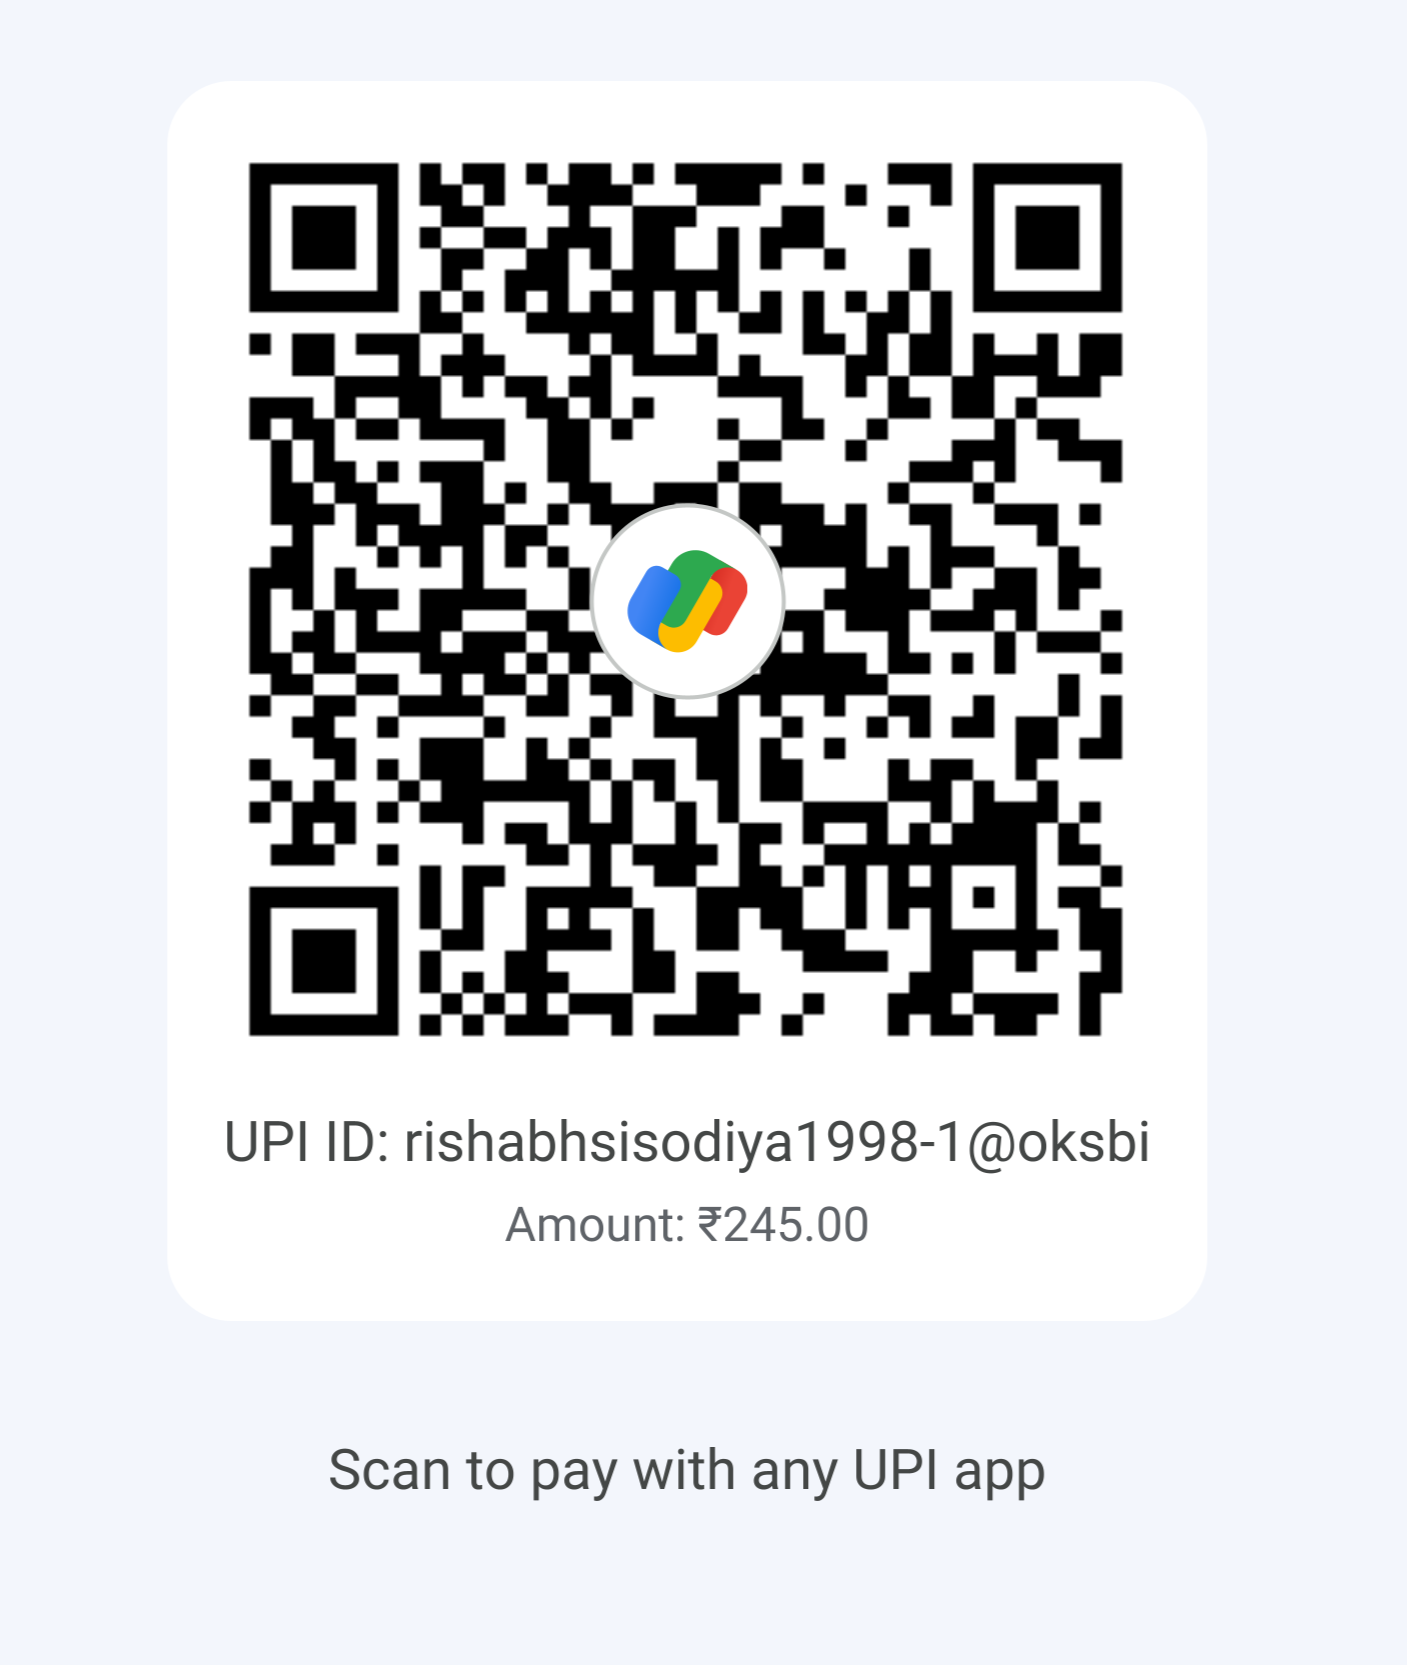 UPI ID: rishabhsisodiya1998-1@oksbi
Amount: ₹245.00
Scan to pay with any UPI app